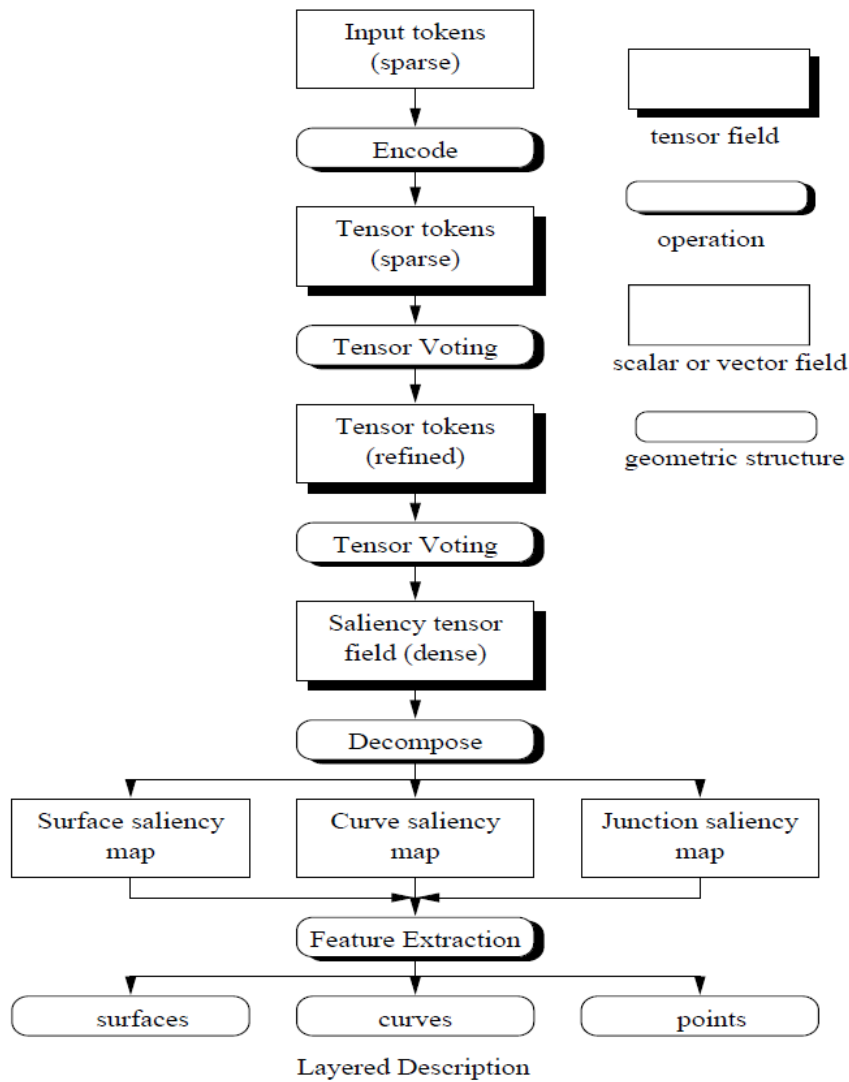 Input tokens
(sparse)
Encode
Tensor tokens
(sparse)
Tensor Voting
Tensor tokens
(refined)
Tensor Voting
Saliency tensor
field (dense)
Decompose
Surface saliency
map
Curve saliency
map
Junction saliency
map
Feature Extraction
surfaces
curves
points
Layered Description
tensor field
operation
scalar or vector field
geometric structure